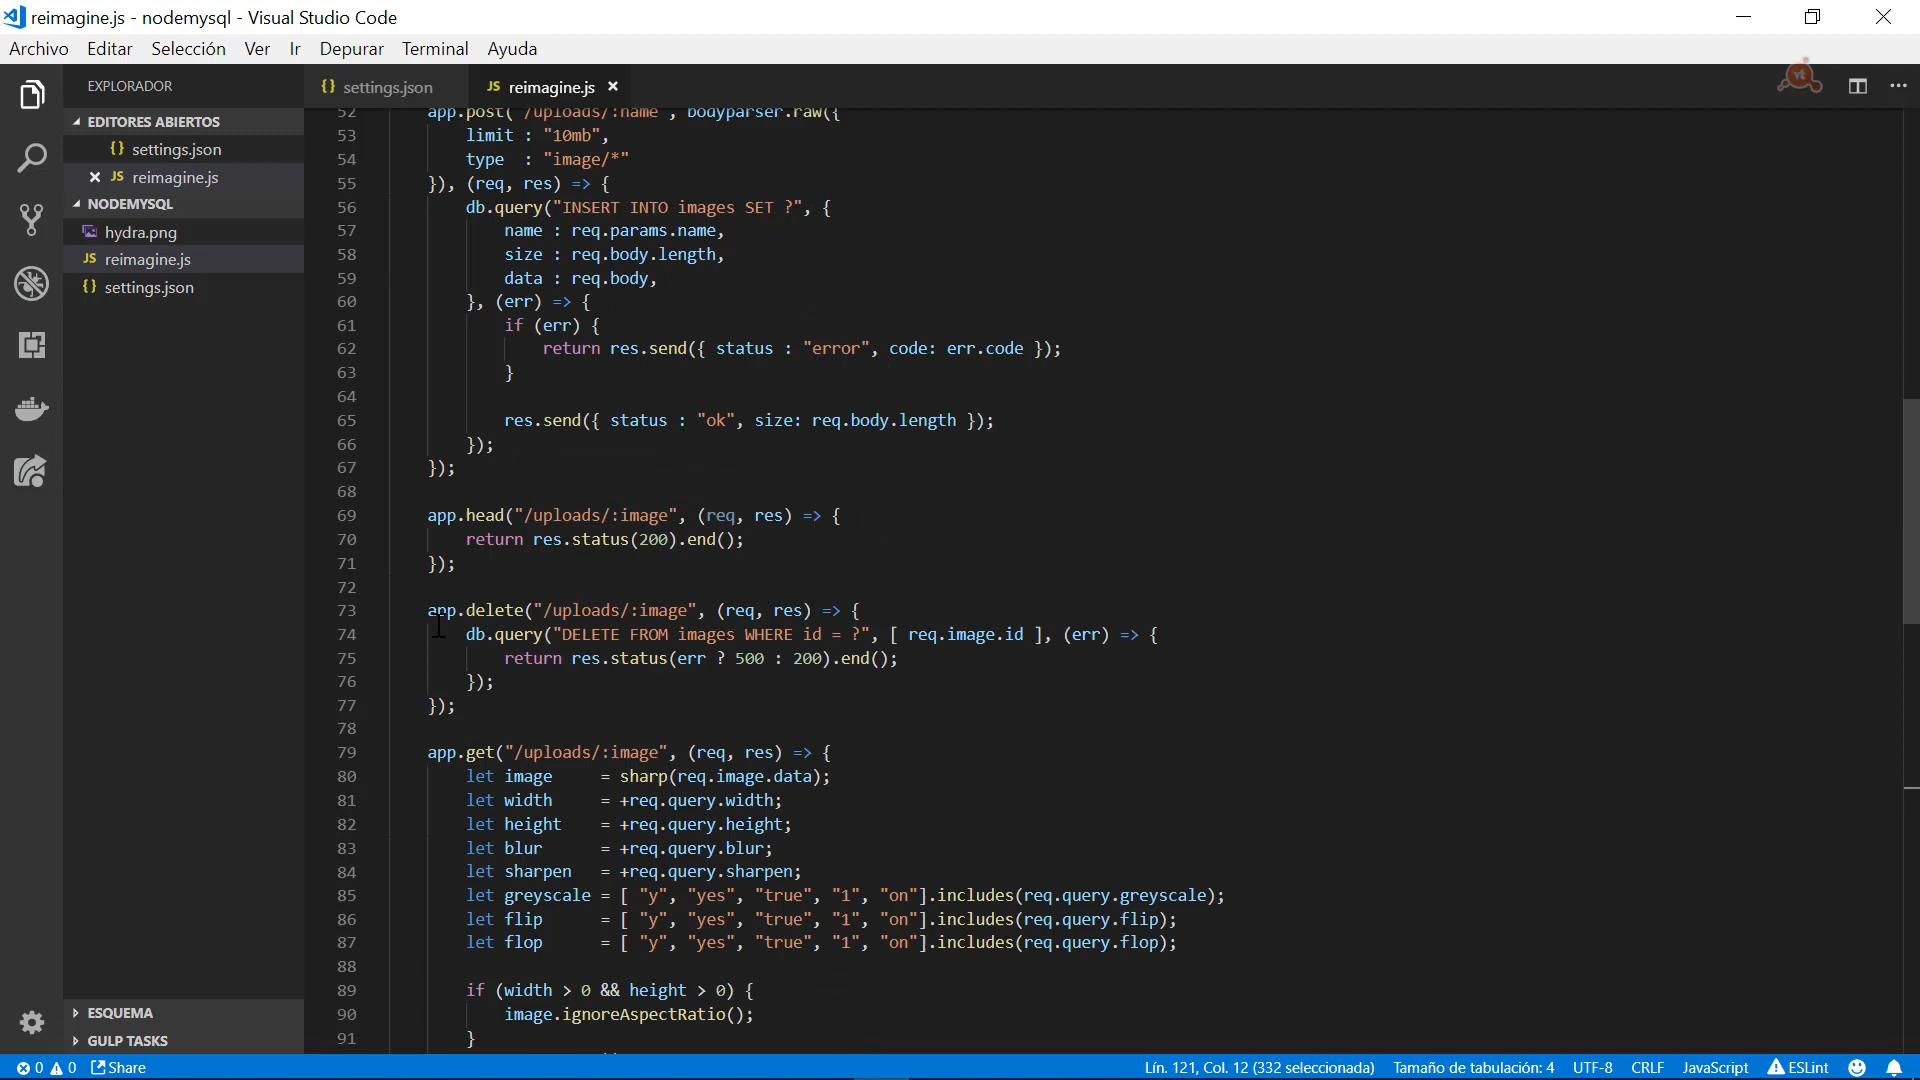 reimagine.js - nodemysql - Visual Studio Code
Archivo Editar Selección Ver Ir Depurar Terminal Ayuda
EXPLORADOR
EDITORES ABIERTOS
{} settings.json
JS reimagine.js
NODEMYSQL
hydra.png
JS reimagine.js
{} settings.json
ESQUEMA
GULP TASKS
{} settings.json JS reimagine.js
vt
52 app.post("/uploads/:name", bodyparser.raw({
53 limit : "10mb",
54 type : "image/*"
55 }), (req, res) => {
56 db.query("INSERT INTO images SET ?", {
57 name : req.params.name,
58 size : req.body.length,
59 data : req.body,
60 }, (err) => {
61 if (err) {
62 return res.send({ status : "error", code: err.code });
63 }
64
65 res.send({ status : "ok", size: req.body.length });
66 });
67 });
68
69 app.head("/uploads/:image", (req, res) => {
70 return res.status(200).end();
71 });
72
73 app.delete("/uploads/:image", (req, res) => {
74 db.query("DELETE FROM images WHERE id = ?", [ req.image.id ], (err) => {
75 return res.status(err ? 500 : 200).end();
76 });
77 });
78
79 app.get("/uploads/:image", (req, res) => {
80 let image = sharp(req.image.data);
81 let width = +req.query.width;
82 let height = +req.query.height;
83 let blur = +req.query.blur;
84 let sharpen = +req.query.sharpen;
85 let greyscale = [ "y", "yes", "true", "1", "on"].includes(req.query.greyscale);
86 let flip = [ "y", "yes", "true", "1", "on"].includes(req.query.flip);
87 let flop = [ "y", "yes", "true", "1", "on"].includes(req.query.flop);
88
89 if (width > 0 && height > 0) {
90 image.ignoreAspectRatio();
91 }
0 0 Share Lín. 121, Col. 12 (332 seleccionada) Tamaño de tabulación: 4 UTF-8 CRLF JavaScript ESLint